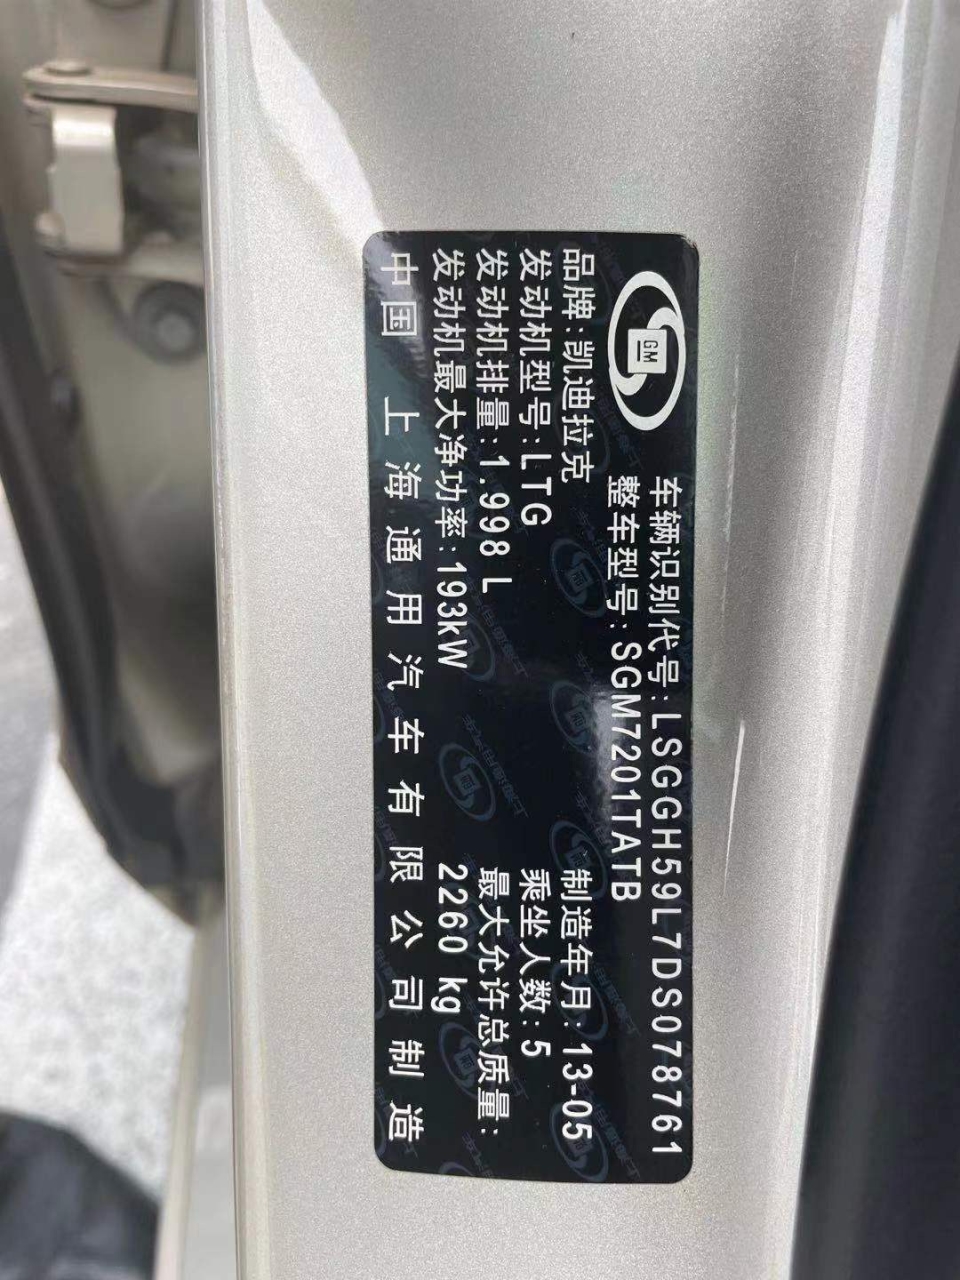 GM
车辆识别代号:LSGGH59L7DS078761
整车型号:SGM7201TATB
品牌:凯迪拉克 制造年月:13-05
发动机型号:LTG 乘坐人数:5
发动机排量:1.998 L 最大允许总质量:
发动机最大净功率:193kW 2260 kg
中国 上海通用汽车有限公司制造